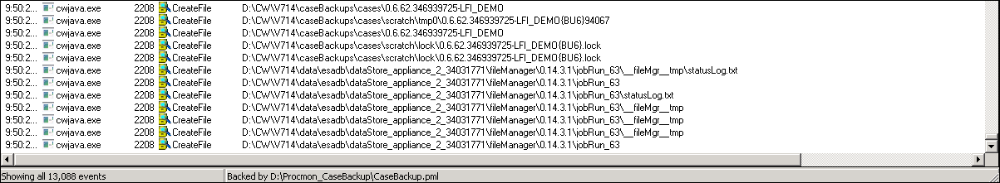 9:50:2... cwjava.exe 2208 CreateFile D:\CW\V714\caseBackups\cases\0.6.62.346939725-LFI_DEMO
9:50:2... cwjava.exe 2208 CreateFile D:\CW\V714\caseBackups\cases\scratch\tmp0\0.6.62.346939725-LFI_DEMO{BU6}94067
9:50:2... cwjava.exe 2208 CreateFile D:\CW\V714\caseBackups\cases\0.6.62.346939725-LFI_DEMO
9:50:2... cwjava.exe 2208 CreateFile D:\CW\V714\caseBackups\cases\scratch\lock\0.6.62.346939725-LFI_DEMO{BU6}.lock
9:50:2... cwjava.exe 2208 CreateFile D:\CW\V714\caseBackups\cases\scratch\lock\0.6.62.346939725-LFI_DEMO{BU6}.lock
9:50:2... cwjava.exe 2208 CreateFile D:\CW\V714\data\esadb\dataStore_appliance_2_34031771\fileManager\0.14.3.1\jobRun_63\__fileMgr__tmp\statusLog.txt
9:50:2... cwjava.exe 2208 CreateFile D:\CW\V714\data\esadb\dataStore_appliance_2_34031771\fileManager\0.14.3.1\jobRun_63
9:50:2... cwjava.exe 2208 CreateFile D:\CW\V714\data\esadb\dataStore_appliance_2_34031771\fileManager\0.14.3.1\jobRun_63\statusLog.txt
9:50:2... cwjava.exe 2208 CreateFile D:\CW\V714\data\esadb\dataStore_appliance_2_34031771\fileManager\0.14.3.1\jobRun_63\__fileMgr__tmp
9:50:2... cwjava.exe 2208 CreateFile D:\CW\V714\data\esadb\dataStore_appliance_2_34031771\fileManager\0.14.3.1\jobRun_63\__fileMgr__tmp
9:50:2... cwjava.exe 2208 CreateFile D:\CW\V714\data\esadb\dataStore_appliance_2_34031771\fileManager\0.14.3.1\jobRun_63\__fileMgr__tmp
9:50:2... cwjava.exe 2208 CreateFile D:\CW\V714\data\esadb\dataStore_appliance_2_34031771\fileManager\0.14.3.1\jobRun_63
Showing all 13,088 events Backed by D:\Procmon_CaseBackup\CaseBackup.pml